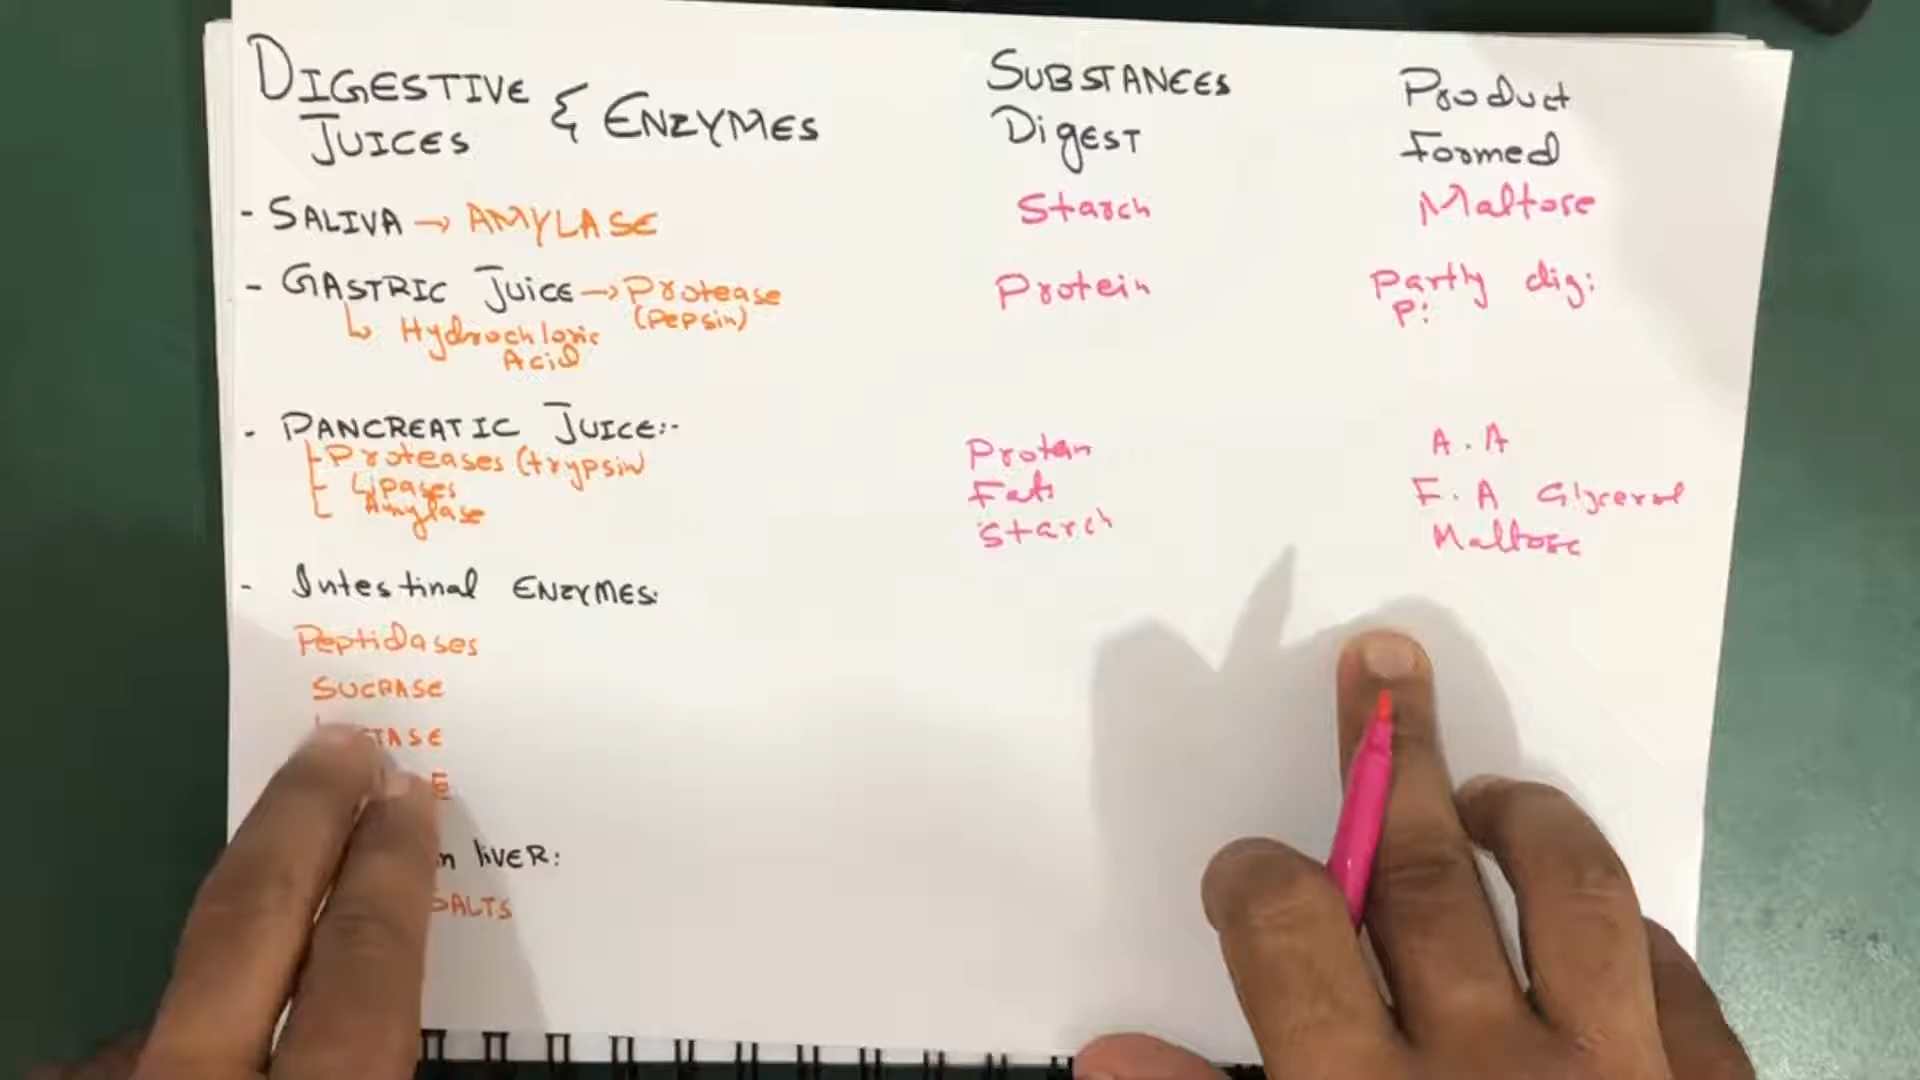 DIGESTIVE JUICES & ENZYMES SUBSTANCES DigEST Product Formed
- SALIVA → AMYLASE Starch Maltose
- GASTRIC JuicE → Protease (Pepsin) Protein Partly dig: P:
↳ Hydrochloric Acid
- PANCREATIC JUICE:-
Proteases (trypsin) Protein A.A
Lipases Fats F.A Glycerol
Amylase Starch Maltose
- Intestinal ENZYMES:
Peptidases
SUCRASE
TASE
E
n liVER:
SALTS